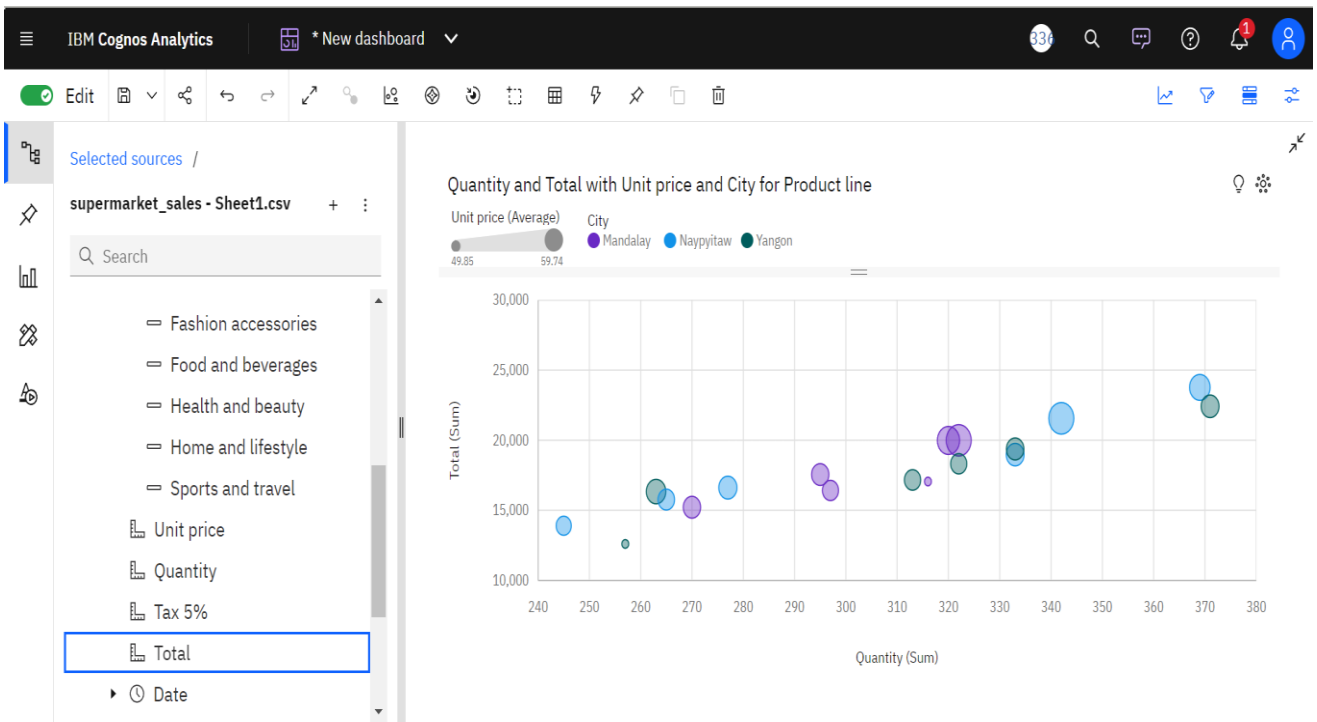 IBM Cognos Analytics
* New dashboard
336
1
Edit
Selected sources /
supermarket_sales - Sheet1.csv
Search
Fashion accessories
Food and beverages
Health and beauty
Home and lifestyle
Sports and travel
Unit price
Quantity
Tax 5%
Total
Date
Quantity and Total with Unit price and City for Product line
Unit price (Average)
49.85 59.74
City
Mandalay Naypyitaw Yangon
Total (Sum)
30,000
25,000
20,000
15,000
10,000
240 250 260 270 280 290 300 310 320 330 340 350 360 370 380
Quantity (Sum)